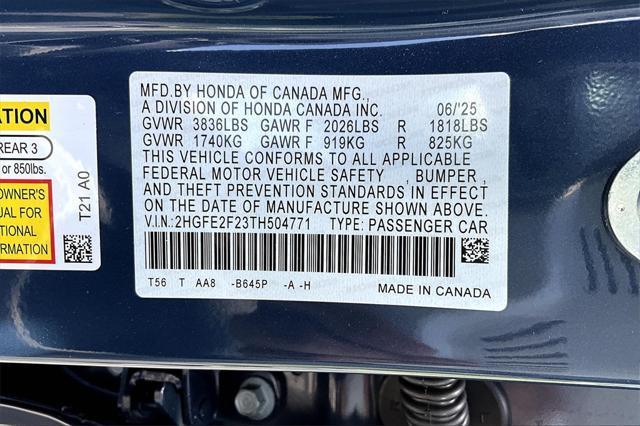 ATION
REAR 3
or 850lbs.
OWNER'S
UAL FOR
TIONAL
RMATION
T21 A0
MFD.BY HONDA OF CANADA MFG.,
A DIVISION OF HONDA CANADA INC. 06/'25
GVWR 3836LBS GAWR F 2026LBS R 1818LBS
GVWR 1740KG GAWR F 919KG R 825KG
THIS VEHICLE CONFORMS TO ALL APPLICABLE
FEDERAL MOTOR VEHICLE SAFETY , BUMPER ,
AND THEFT PREVENTION STANDARDS IN EFFECT
ON THE DATE OF MANUFACTURE SHOWN ABOVE.
V.I.N.:2HGFE2F23TH504771 TYPE: PASSENGER CAR
T56 T AA8 -B645P -A -H MADE IN CANADA